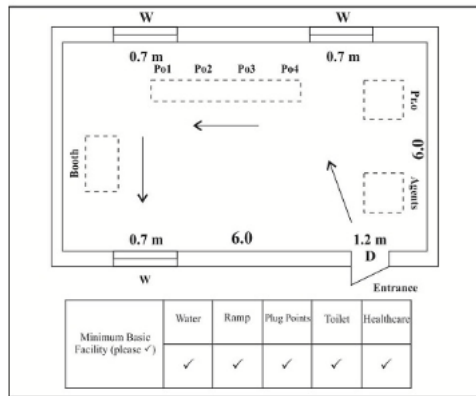 W W
0.7 m 0.7 m
Po1 Po2 Po3 Po4
Pr.o
6.0
Booth
Agents
0.7 m 6.0 1.2 m
D
W
Entrance
Minimum Basic Facility (please ✓) Water Ramp Plug Points Toilet Healthcare
✓ ✓ ✓ ✓ ✓